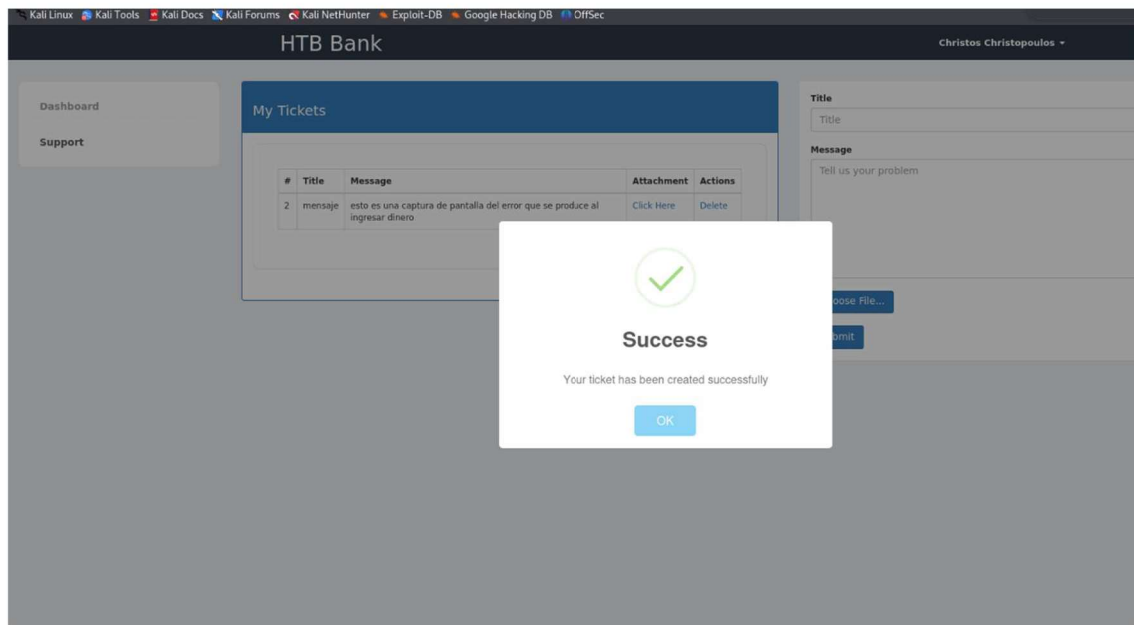 Kali Linux Kali Tools Kali Docs Kali Forums Kali NetHunter Exploit-DB Google Hacking DB OffSec
HTB Bank
Christos Christopoulos
Dashboard
Support
My Tickets
# Title Message Attachment Actions
2 mensaje esto es una captura de pantalla del error que se produce al Click Here Delete
ingresar dinero
Title
Title
Message
Tell us your problem
oose File...
bmit
Success
Your ticket has been created successfully
OK